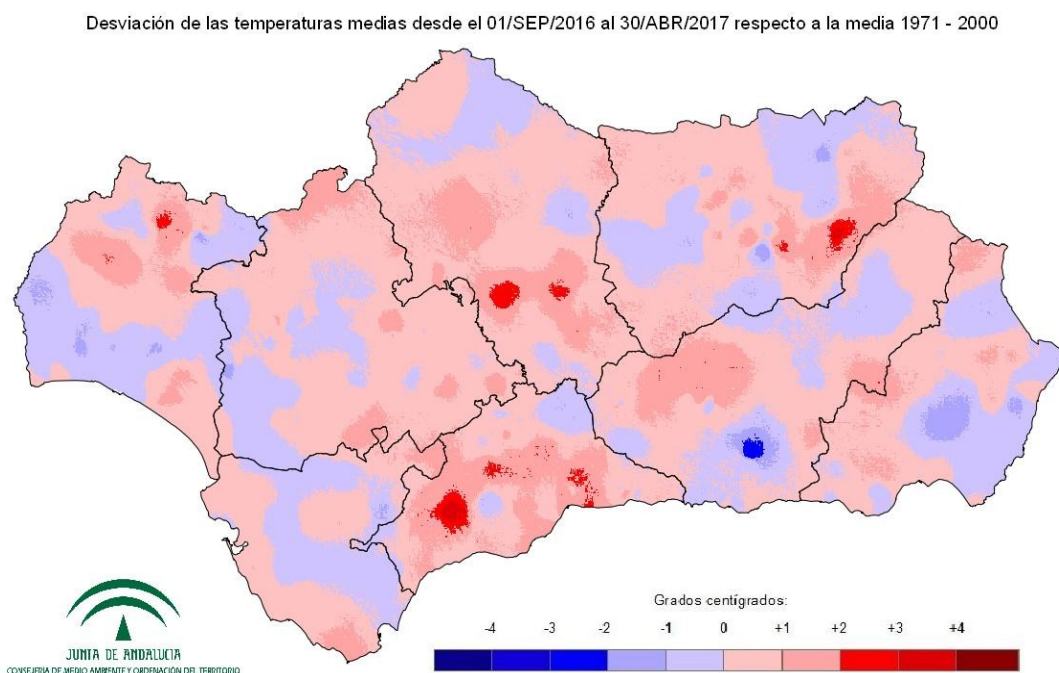 Desviación de las temperaturas medias desde el 01/SEP/2016 al 30/ABR/2017 respecto a la media 1971 - 2000
Grados centígrados:
-4 -3 -2 -1 0 +1 +2 +3 +4
JUNTA DE ANDALUCIA
CONSEJERÍA DE MEDIO AMBIENTE Y ORDENACIÓN DEL TERRITORIO